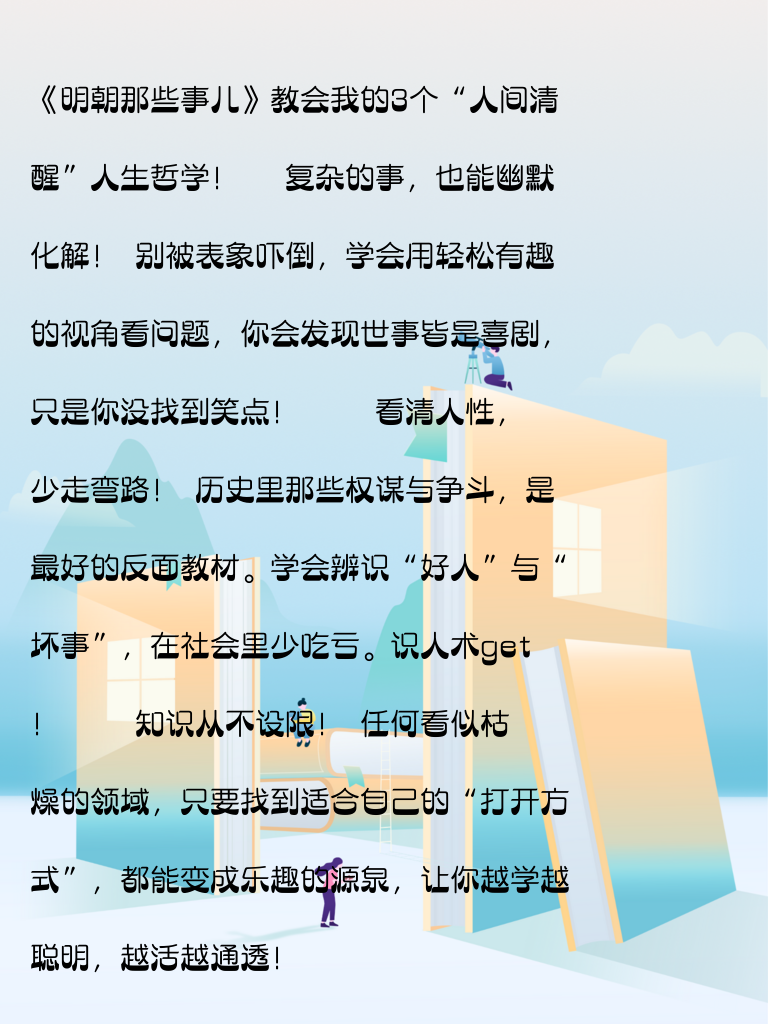 《明朝那些事儿》教会我的3个“人间清
醒”人生哲学！ 复杂的事，也能幽默
化解！ 别被表象吓倒，学会用轻松有趣
的视角看问题，你会发现世事皆是喜剧，
只是你没找到笑点！ 看清人性，
少走弯路！ 历史里那些权谋与争斗，是
最好的反面教材。学会辨识“好人”与“
坏事”，在社会里少吃亏。识人术get
！ 知识从不设限！ 任何看似枯
燥的领域，只要找到适合自己的“打开方
式”，都能变成乐趣的源泉，让你越学越
聪明，越活越通透！